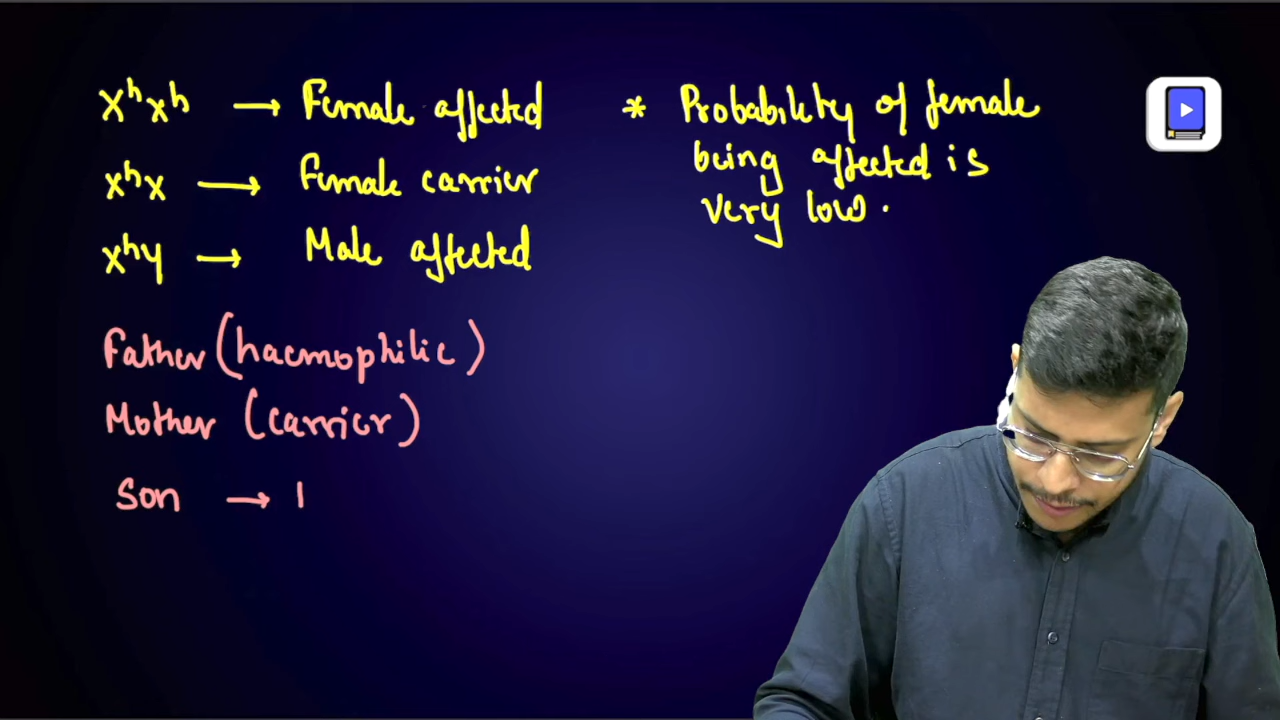 XʰXʰ → Female affected
XʰX → Female carrier
XʰY → Male affected
* Probability of female
being affected is
very low.
Father (haemophilic)
Mother (carrier)
Son → I